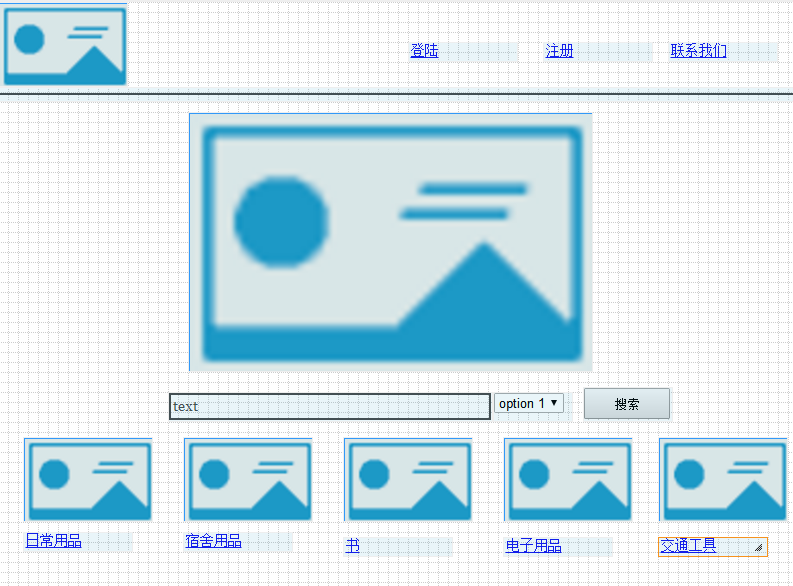 登陆 注册 联系我们
text option 1 搜索
日常用品 宿舍用品 书 电子用品 交通工具